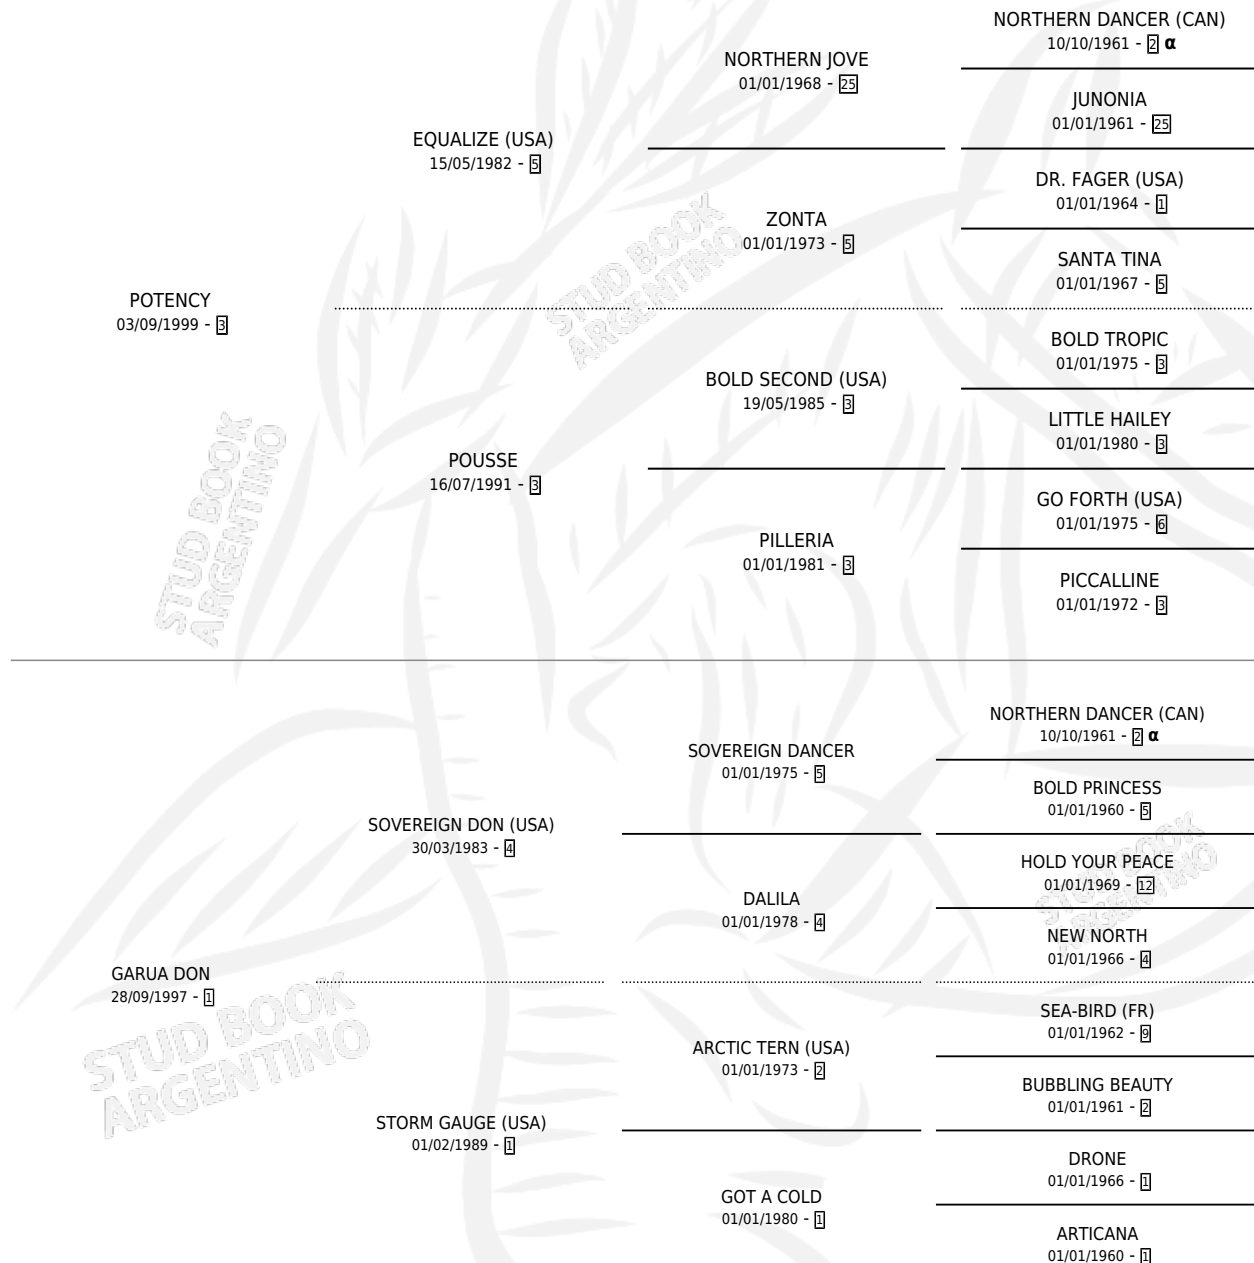 NORTHERN DANCER (CAN)
10/10/1961 - 2 α
NORTHERN JOVE
01/01/1968 - 25
JUNONIA
01/01/1961 - 25
EQUALIZE (USA)
15/05/1982 - 5
DR. FAGER (USA)
01/01/1964 - 1
ZONTA
01/01/1973 - 5
SANTA TINA
01/01/1967 - 5
POTENCY
03/09/1999 - 3
BOLD TROPIC
01/01/1975 - 3
BOLD SECOND (USA)
19/05/1985 - 3
LITTLE HAILEY
01/01/1980 - 3
POUSSE
16/07/1991 - 3
GO FORTH (USA)
01/01/1975 - 6
PILLERIA
01/01/1981 - 3
PICCALLINE
01/01/1972 - 3
STUD BOOK
ARGENTINO
STUD BOOK
ARGENTINO
NORTHERN DANCER (CAN)
10/10/1961 - 2 α
SOVEREIGN DANCER
01/01/1975 - 5
BOLD PRINCESS
01/01/1960 - 5
SOVEREIGN DON (USA)
30/03/1983 - 4
HOLD YOUR PEACE
01/01/1969 - 12
DALILA
01/01/1978 - 4
NEW NORTH
01/01/1966 - 4
STUD BOOK
ARGENTINO
GARUA DON
28/09/1997 - 1
SEA-BIRD (FR)
01/01/1962 - 9
ARCTIC TERN (USA)
01/01/1973 - 2
BUBBLING BEAUTY
01/01/1961 - 2
STUD BOOK
ARGENTINO
STORM GAUGE (USA)
01/02/1989 - 1
DRONE
01/01/1966 - 1
GOT A COLD
01/01/1980 - 1
ARTICANA
01/01/1960 - 1